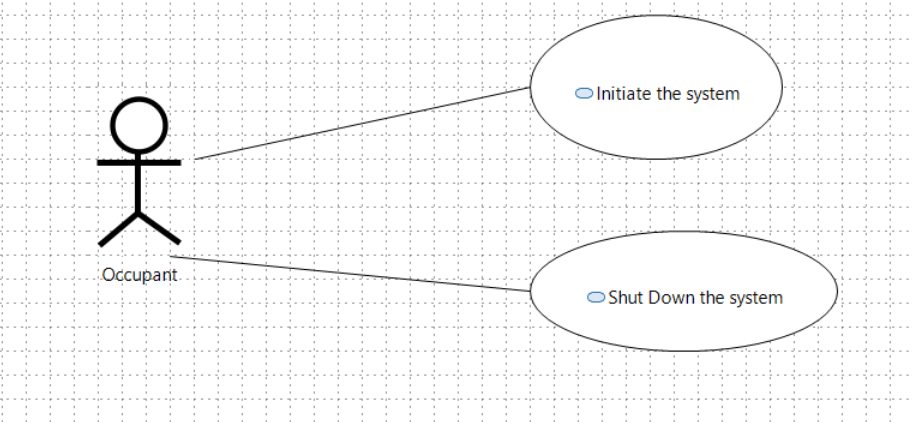 Initiate the system
Occupant
Shut Down the system